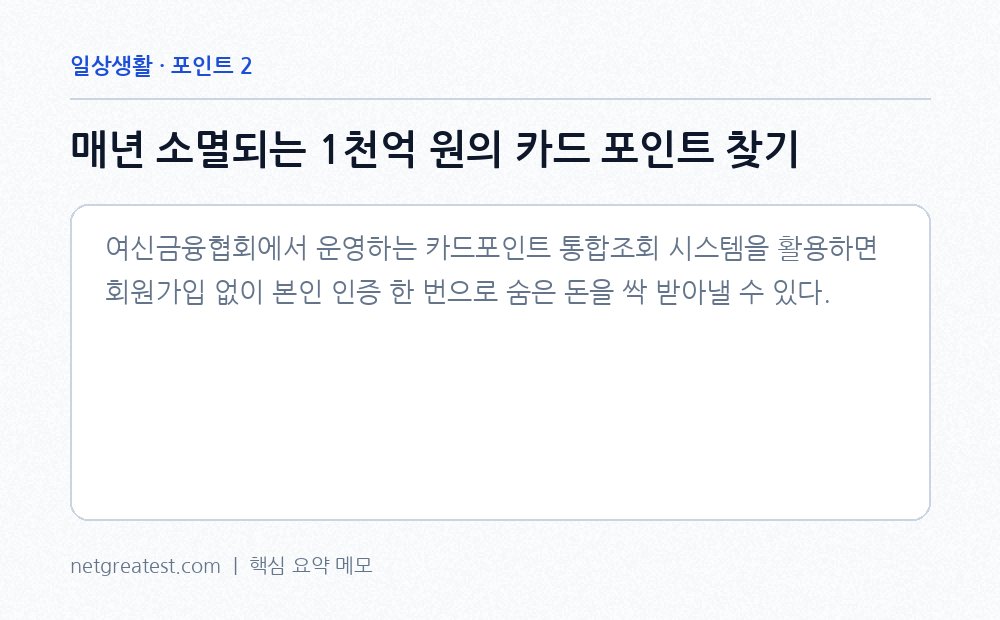 일상생활 · 포인트 2
매년 소멸되는 1천억 원의 카드 포인트 찾기
여신금융협회에서 운영하는 카드포인트 통합조회 시스템을 활용하면
회원가입 없이 본인 인증 한 번으로 숨은 돈을 싹 받아낼 수 있다.
netgreatest.com | 핵심 요약 메모